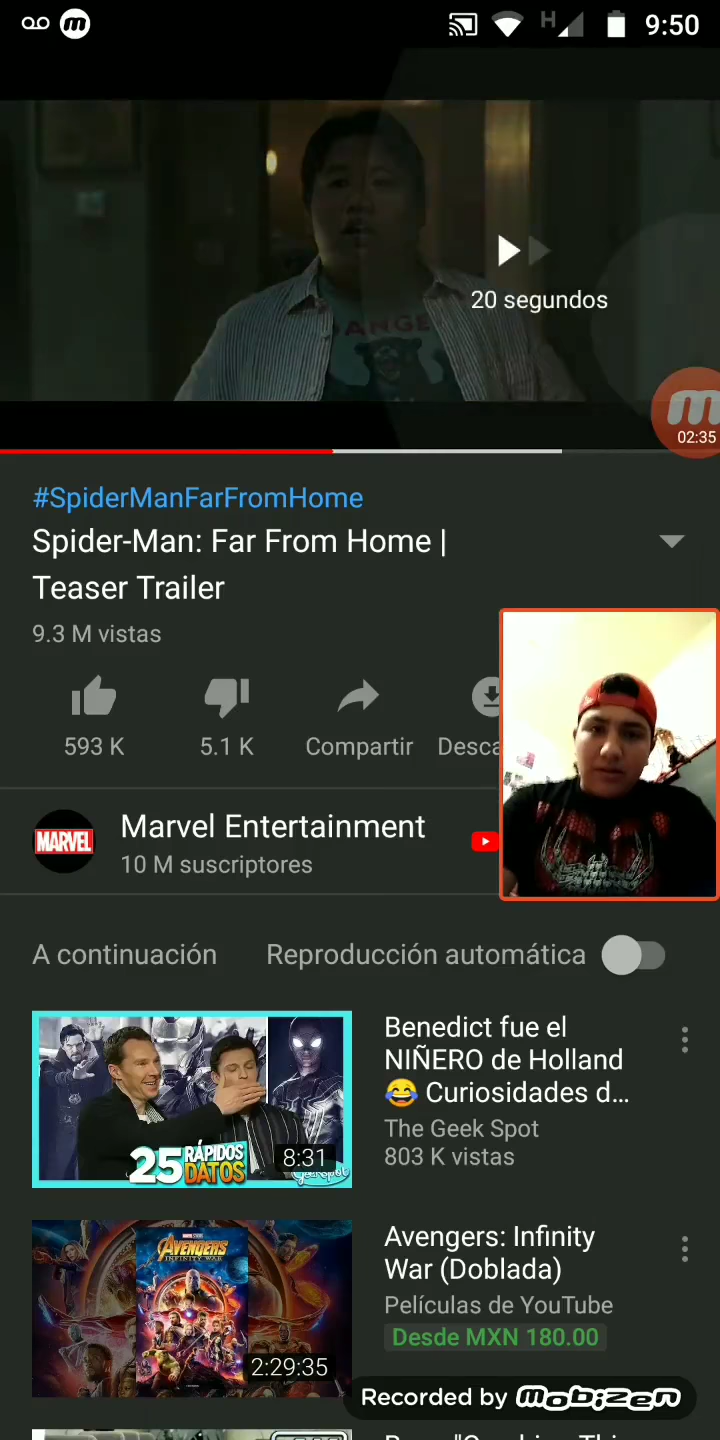 9:50
H
DANGE
20 segundos
02:35
#SpiderManFarFromHome
Spider-Man: Far From Home |
Teaser Trailer
9.3 M vistas
593 K
5.1 K
Compartir
Desca
MARVEL
Marvel Entertainment
10 M suscriptores
A continuación
Reproducción automática
25 RÁPIDOS DATOS
8:31
GeekSpot
Benedict fue el
NIÑERO de Holland
😂 Curiosidades d...
The Geek Spot
803 K vistas
AVENGERS
INFINITY WAR
2:29:35
Avengers: Infinity
War (Doblada)
Películas de YouTube
Desde MXN 180.00
Recorded by mobizen